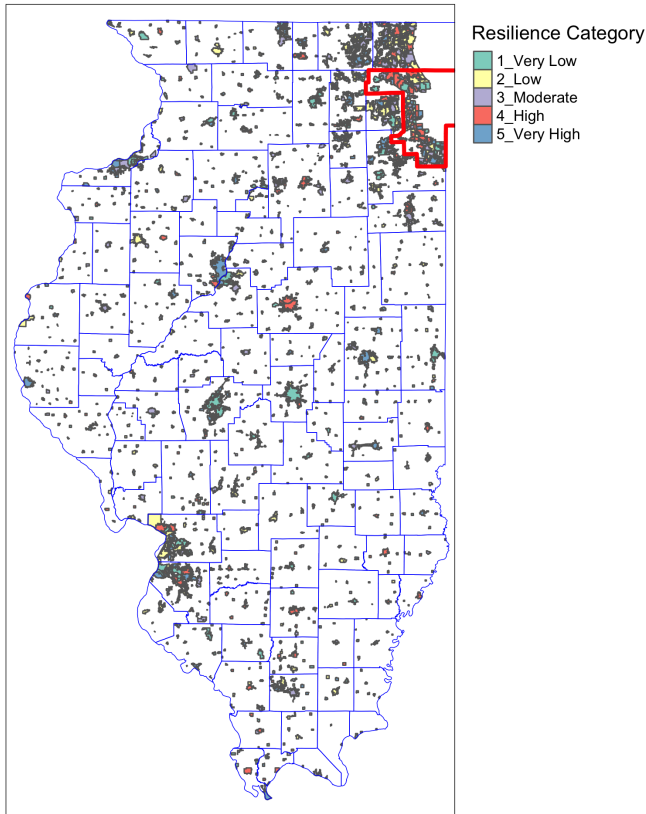 Resilience Category
1_Very Low
2_Low
3_Moderate
4_High
5_Very High